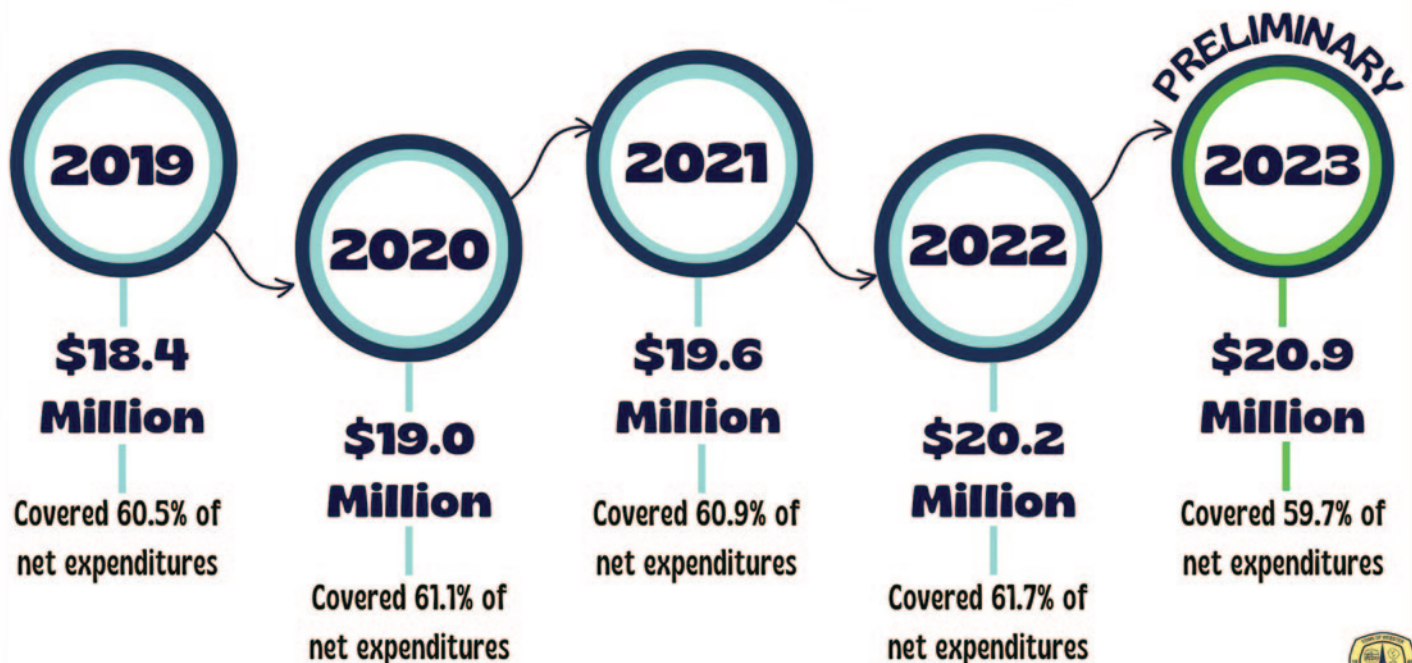 2019
$18.4
Million
Covered 60.5% of
net expenditures
2020
$19.0
Million
Covered 61.1% of
net expenditures
2021
$19.6
Million
Covered 60.9% of
net expenditures
2022
$20.2
Million
Covered 61.7% of
net expenditures
PRELIMINARY
2023
$20.9
Million
Covered 59.7% of
net expenditures